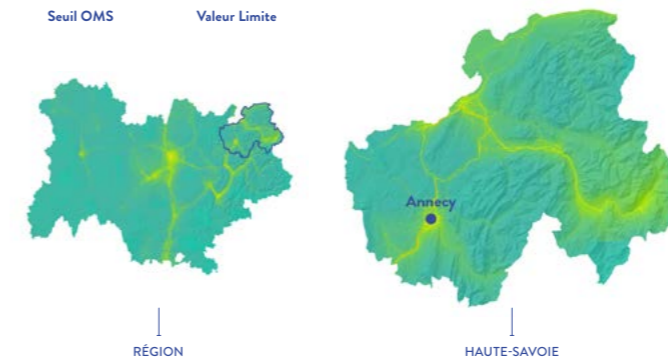 Seuil OMS
Valeur Limite
Annecy
RÉGION
HAUTE-SAVOIE